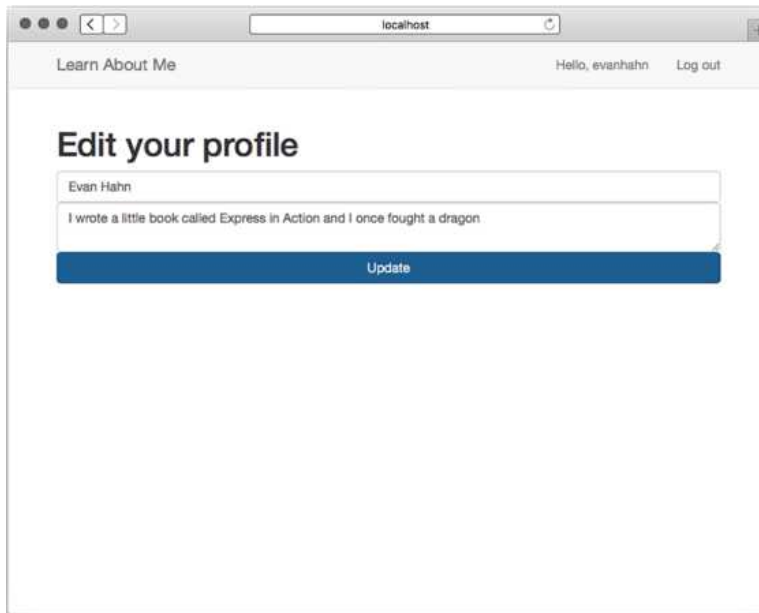 localhost
Learn About Me
Hello, evanhahn Log out
Edit your profile
Evan Hahn
I wrote a little book called Express in Action and I once fought a dragon
Update